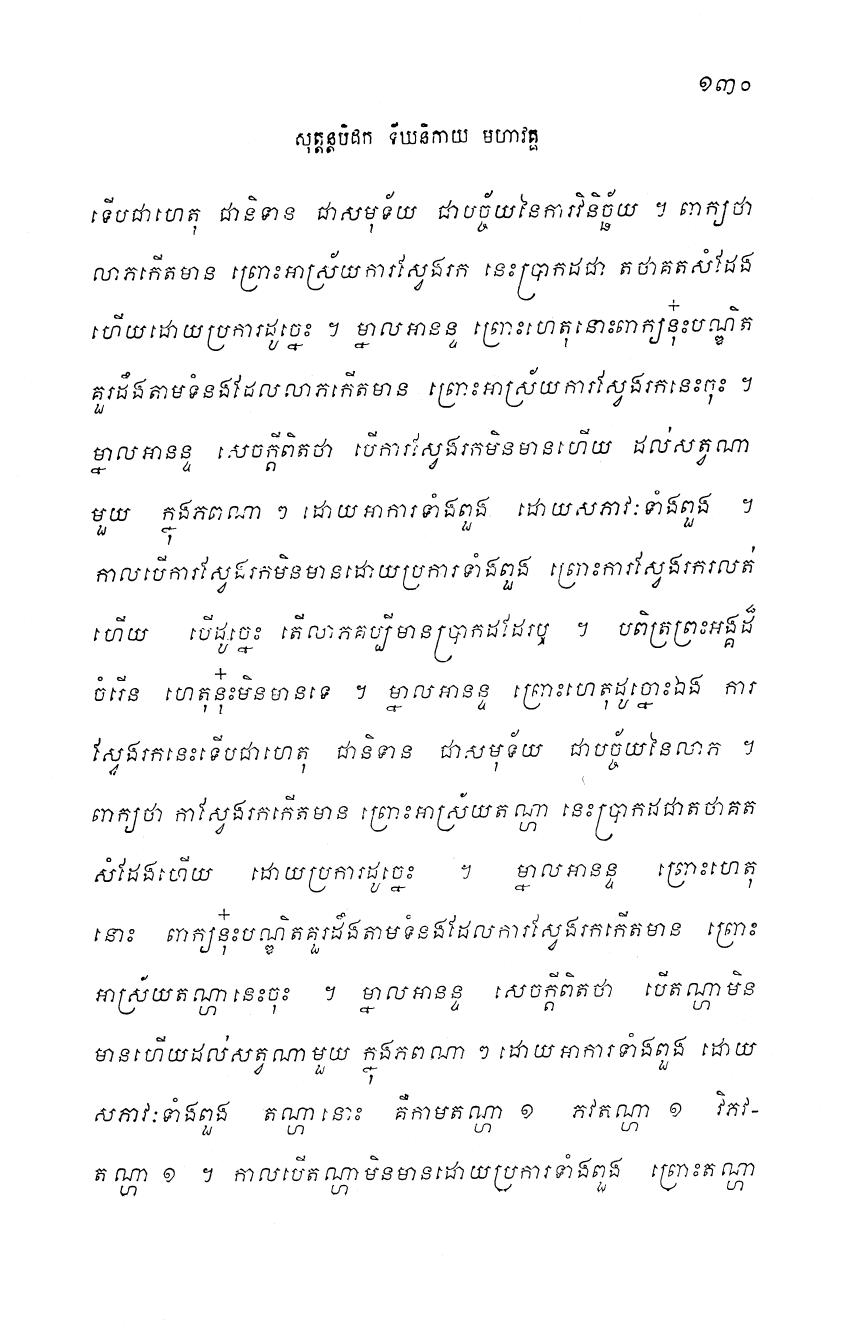 ១៣០
សុត្តន្តបិដក ទីឃនិកាយ មហាវគ្គ
ទើបជាហេតុ ជានិទាន ជាសមុទ័យ ជាបច្ច័យនៃការវិនិច្ឆ័យ ។ ពាក្យថា
លាភកើតមាន ព្រោះអាស្រ័យការស្វែងរក នេះប្រាកដជា តថាគតសំដែង
ហើយដោយប្រការដូច្នេះ ។ ម្នាលអានន្ទ ព្រោះហេតុនោះពាក្យនុ៎ះបណ្ឌិត
គួរដឹងតាមទំនងដែលលាភកើតមាន ព្រោះអាស្រ័យការស្វែងរកនេះចុះ ។
ម្នាលអានន្ទ សេចក្តីពិតថា បើការស្វែងរកមិនមានហើយ ដល់សត្វណា
មួយ ក្នុងភពណា ៗ ដោយអាការទាំងពួង ដោយសភាវៈទាំងពួង ។
កាលបើការស្វែងរកមិនមានដោយប្រការទាំងពួង ព្រោះការស្វែងរករលត់
ហើយ បើដូច្នេះ តើលាភគប្បីមានប្រាកដដែរឬ ។ បពិត្រព្រះអង្គដ៏
ចំរើន ហេតុនុ៎ះមិនមានទេ ។ ម្នាលអានន្ទ ព្រោះហេតុដូច្នោះឯង ការ
ស្វែងរកនេះទើបជាហេតុ ជានិទាន ជាសមុទ័យ ជាបច្ច័យនៃលាភ ។
ពាក្យថា ការស្វែងរកកើតមាន ព្រោះអាស្រ័យតណ្ហា នេះប្រាកដជាតថាគត
សំដែងហើយ ដោយប្រការដូច្នេះ ។ ម្នាលអានន្ទ ព្រោះហេតុ
នោះ ពាក្យនុ៎ះបណ្ឌិតគួរដឹងតាមទំនងដែលការស្វែងរកកើតមាន ព្រោះ
អាស្រ័យតណ្ហានេះចុះ ។ ម្នាលអានន្ទ សេចក្តីពិតថា បើតណ្ហាមិន
មានហើយដល់សត្វណាមួយ ក្នុងភពណា ៗ ដោយអាការទាំងពួង ដោយ
សភាវៈទាំងពួង តណ្ហានោះ គឺកាមតណ្ហា ១ ភវតណ្ហា ១ វិភវ-
តណ្ហា ១ ។ កាលបើតណ្ហាមិនមានដោយប្រការទាំងពួង ព្រោះតណ្ហា